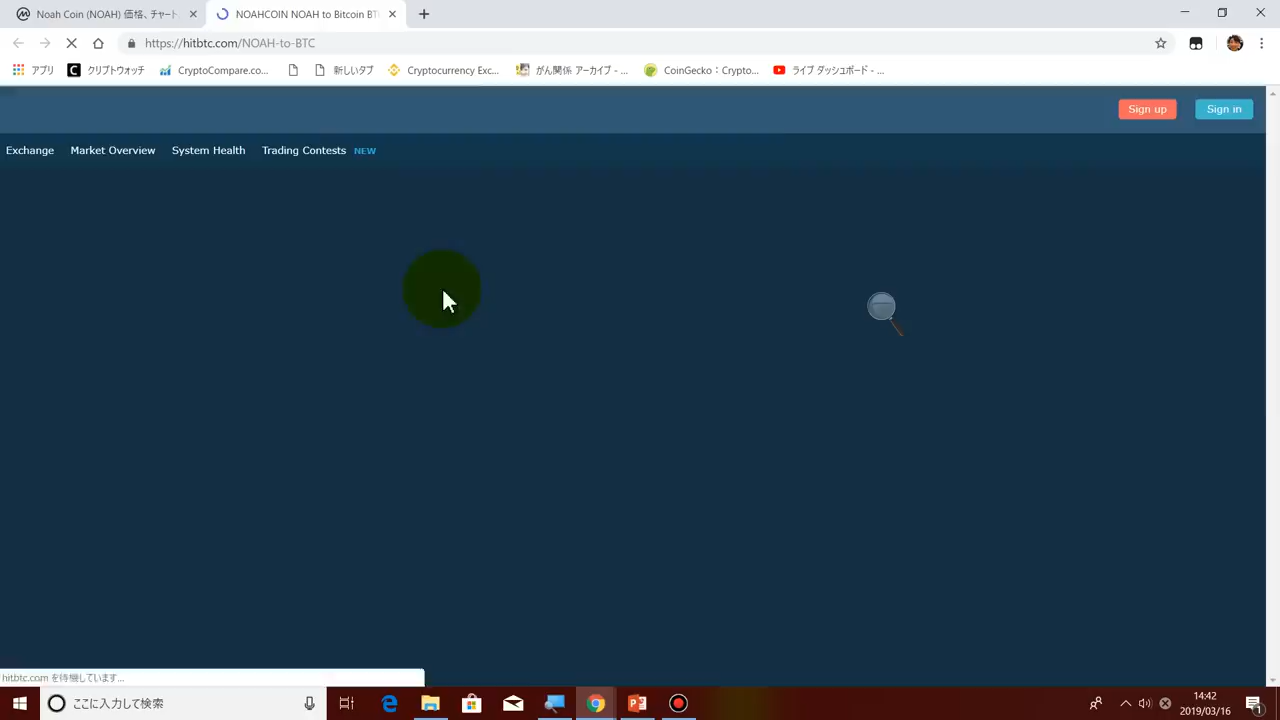 Noah Coin (NOAH) 価格、チャート
NOAHCOIN NOAH to Bitcoin BT
https://hitbtc.com/NOAH-to-BTC
アプリ
クリプトウォッチ
CryptoCompare.co...
新しいタブ
Cryptocurrency Exc...
がん関係 アーカイブ - ...
CoinGecko：Crypto...
ライブ ダッシュボード - ...
Sign up
Sign in
Exchange
Market Overview
System Health
Trading Contests NEW
hitbtc.com を待機しています...
ここに入力して検索
14:42
2019/03/16
1